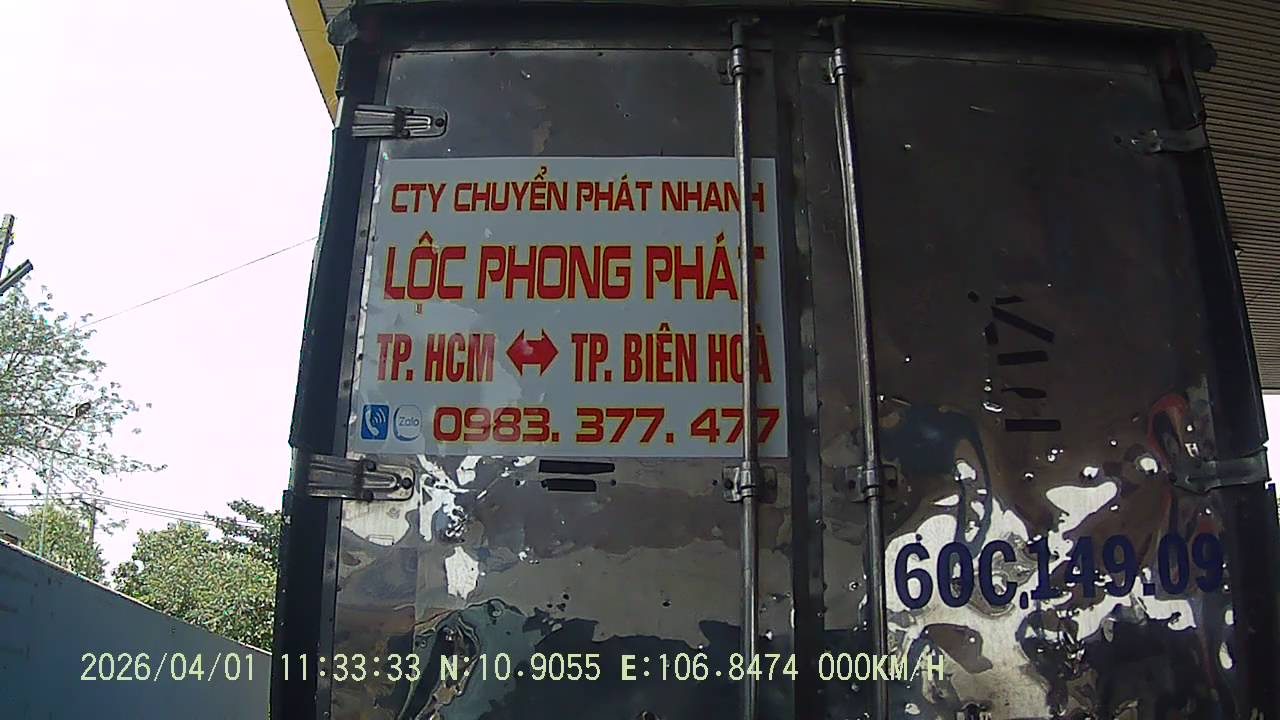 CTY CHUYỂN PHÁT NHANH
LỘC PHONG PHÁT
TP. HCM ↔ TP. BIÊN HOÀ
Zalo 0983. 377. 477
60C.149.09
2026/04/01 11:33:33 N:10.9055 E:106.8474 000KM/H